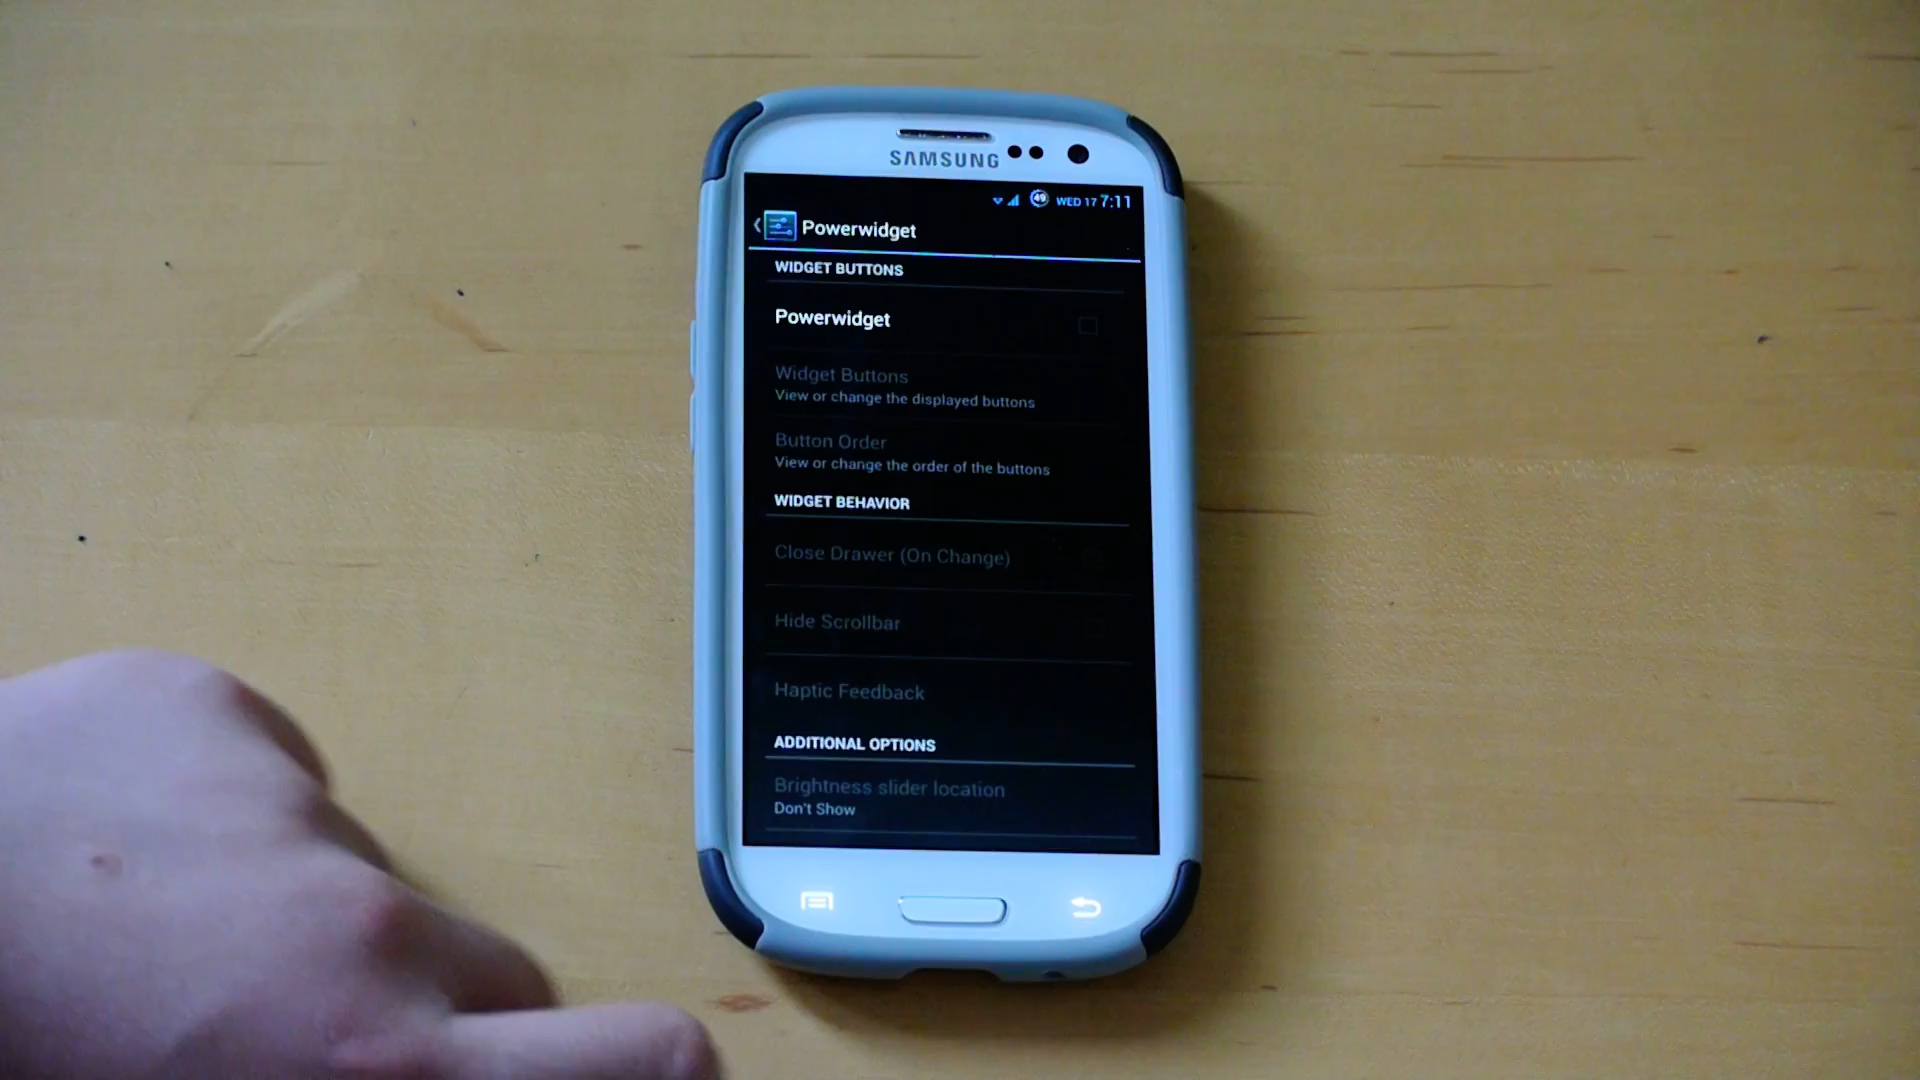 SAMSUNG
49 WED 17 7:11
Powerwidget
WIDGET BUTTONS
Powerwidget
Widget Buttons
View or change the displayed buttons
Button Order
View or change the order of the buttons
WIDGET BEHAVIOR
Close Drawer (On Change)
Hide Scrollbar
Haptic Feedback
ADDITIONAL OPTIONS
Brightness slider location
Don't Show